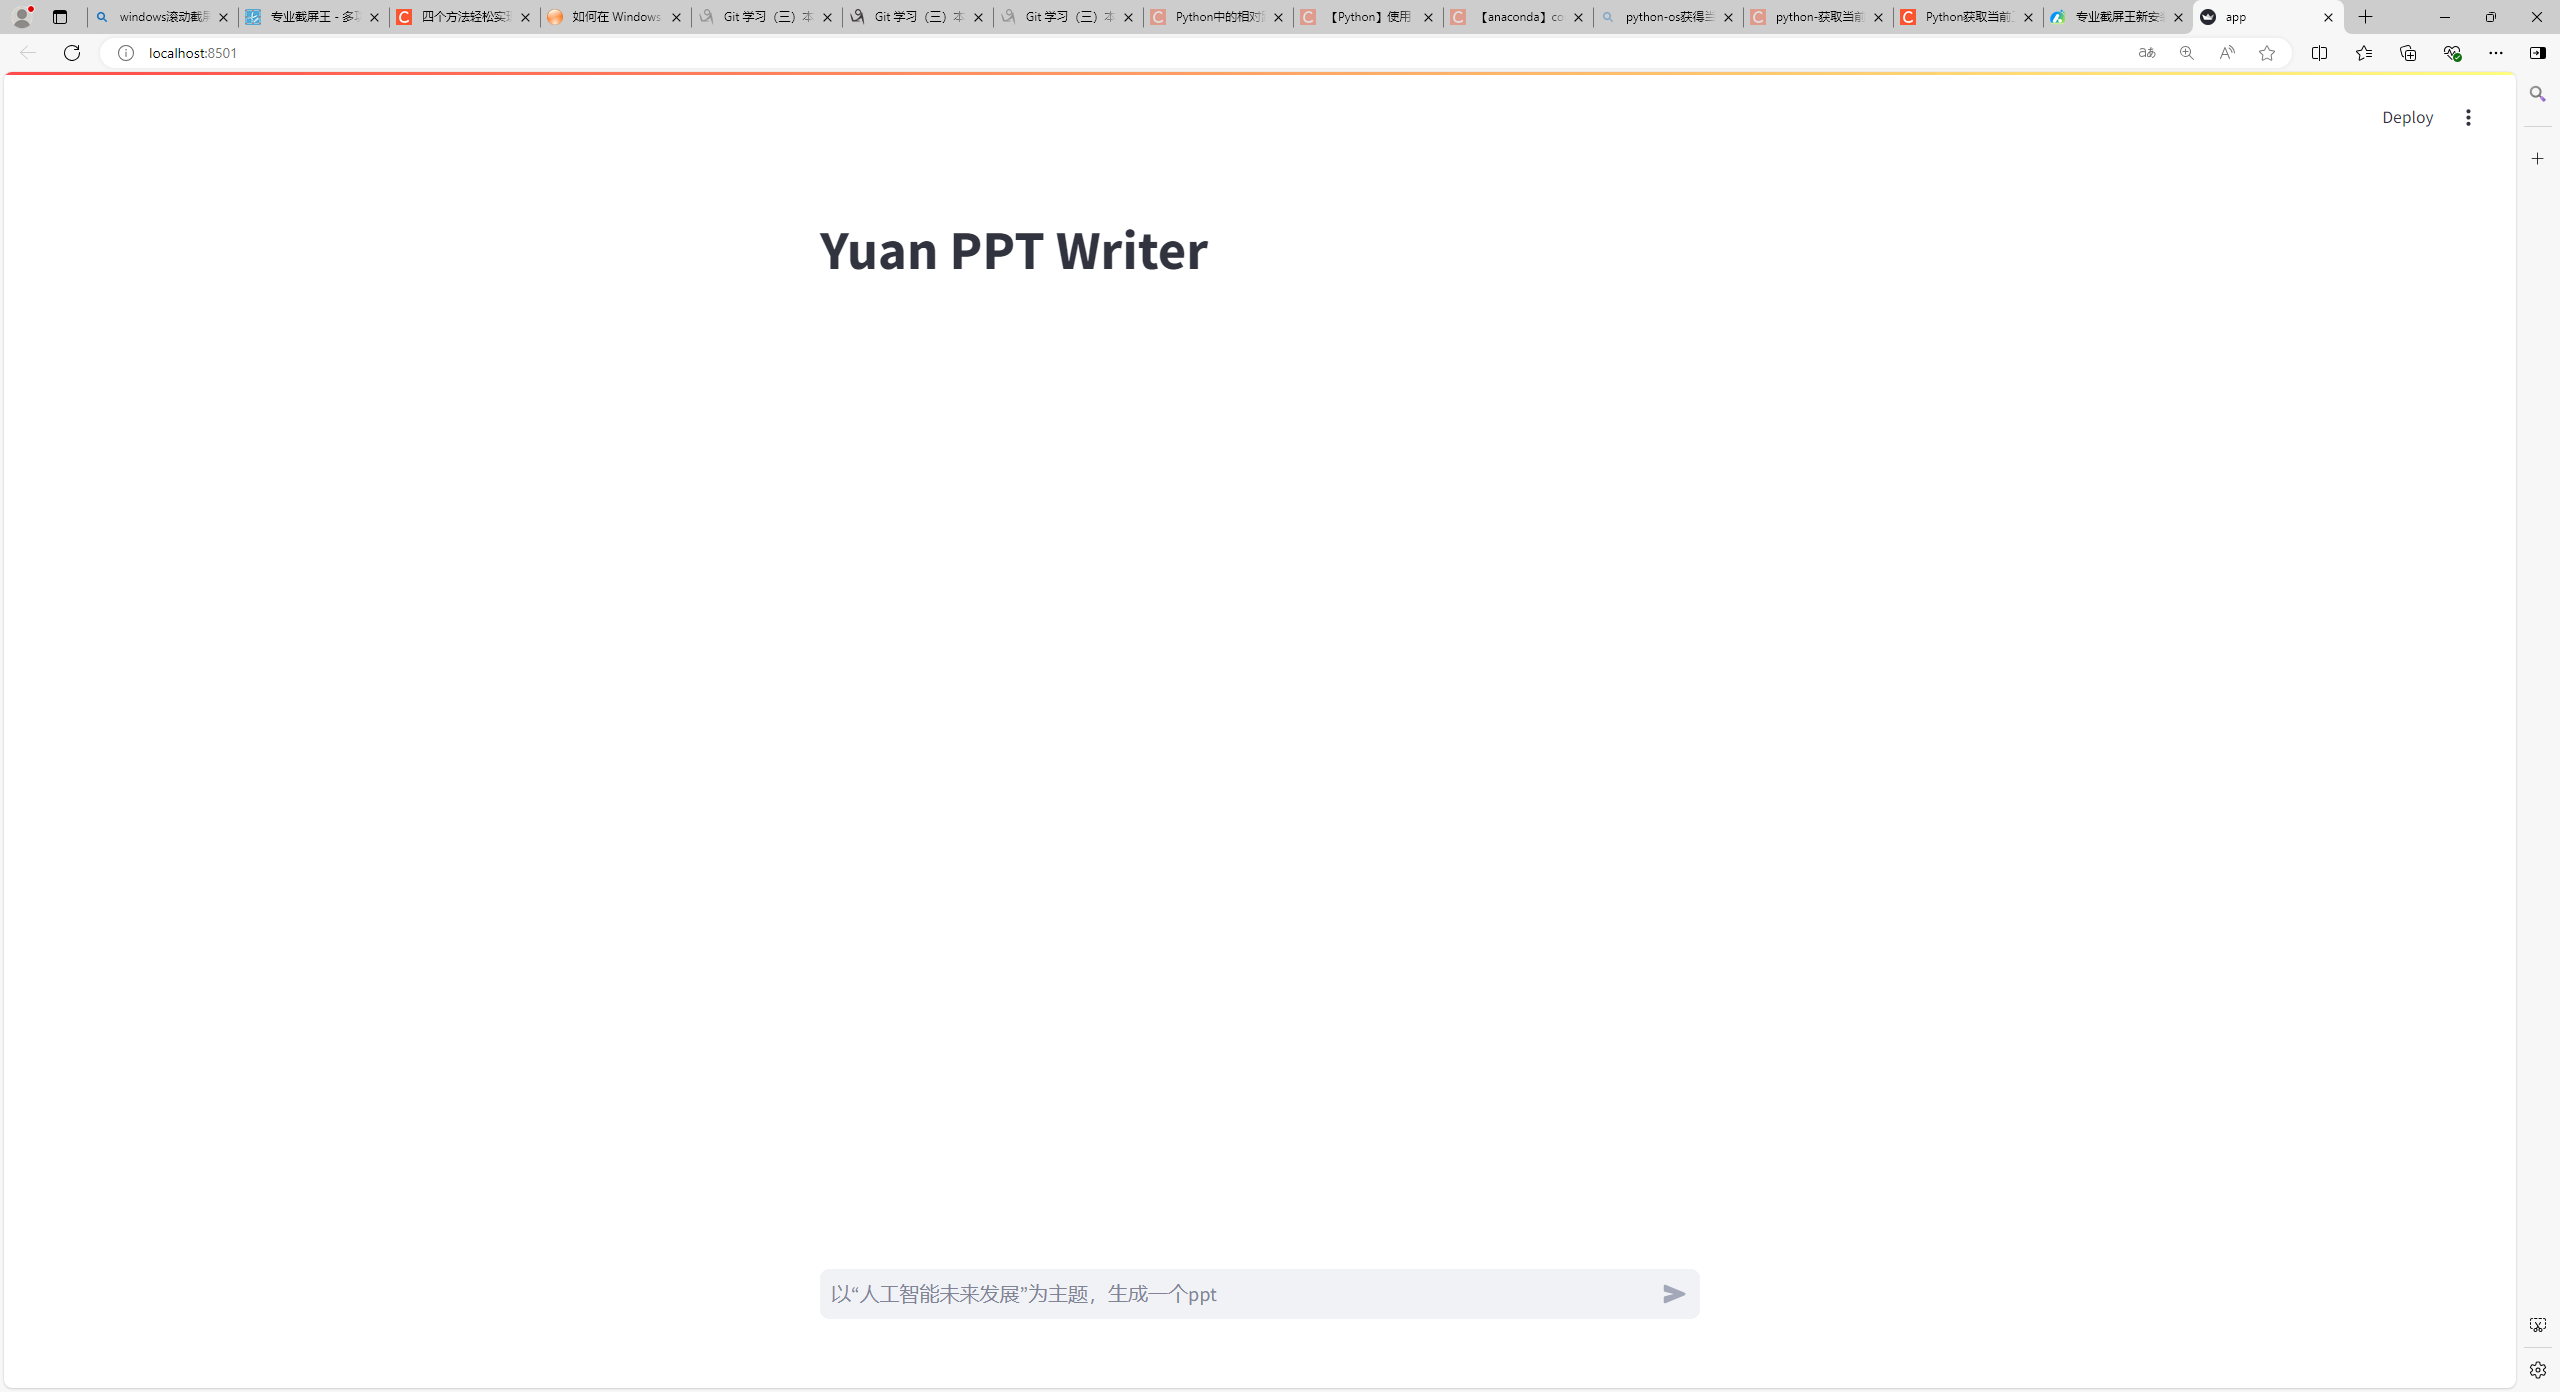 windows滚动截屏
专业截屏王 - 多
四个方法轻松实现
如何在 Windows
Git 学习（三）本
Git 学习（三）本
Git 学习（三）本
Python中的相对
【Python】使用
【anaconda】co
python-os获得当
python-获取当前
Python获取当前
专业截屏王新安
app
localhost:8501
Deploy
Yuan PPT Writer
以“人工智能未来发展”为主题，生成一个ppt